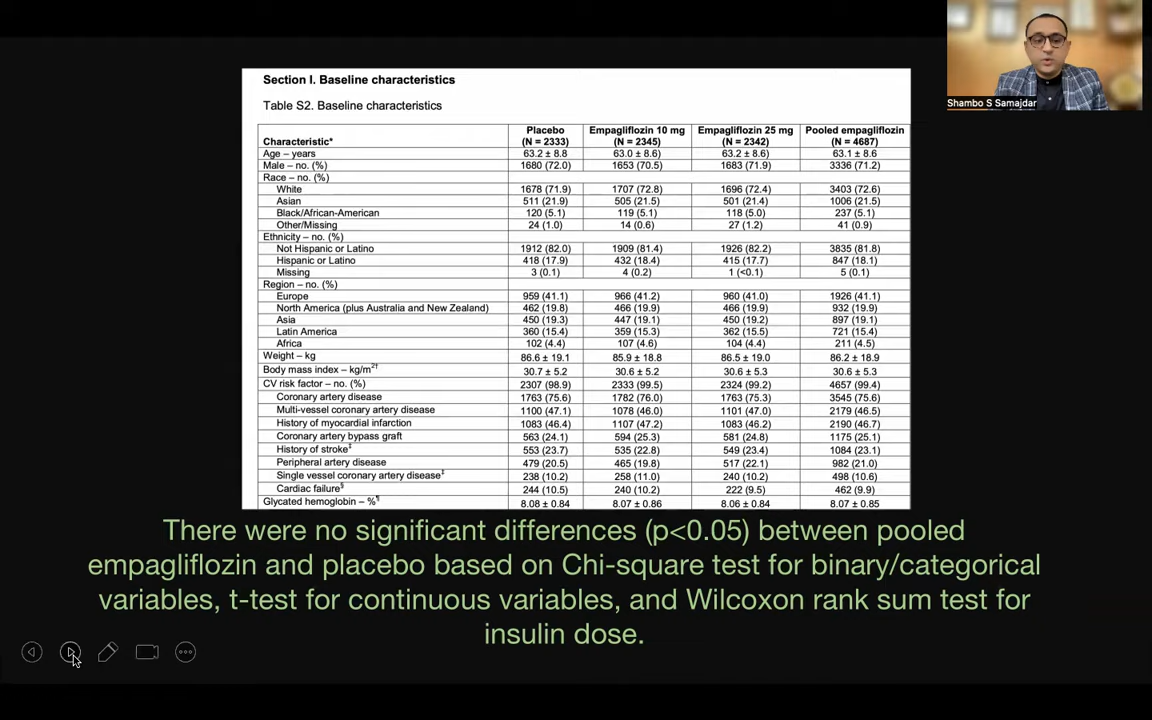 Shambo S Samajdar
Section I. Baseline characteristics
Table S2. Baseline characteristics
Characteristic* Placebo (N = 2333) Empagliflozin 10 mg (N = 2345) Empagliflozin 25 mg (N = 2342) Pooled empagliflozin (N = 4687)
Age – years 63.2 ± 8.8 63.0 ± 8.6) 63.2 ± 8.6) 63.1 ± 8.6
Male – no. (%) 1680 (72.0) 1653 (70.5) 1683 (71.9) 3336 (71.2)
Race – no. (%)
White 1678 (71.9) 1707 (72.8) 1696 (72.4) 3403 (72.6)
Asian 511 (21.9) 505 (21.5) 501 (21.4) 1006 (21.5)
Black/African-American 120 (5.1) 119 (5.1) 118 (5.0) 237 (5.1)
Other/Missing 24 (1.0) 14 (0.6) 27 (1.2) 41 (0.9)
Ethnicity – no. (%)
Not Hispanic or Latino 1912 (82.0) 1909 (81.4) 1926 (82.2) 3835 (81.8)
Hispanic or Latino 418 (17.9) 432 (18.4) 415 (17.7) 847 (18.1)
Missing 3 (0.1) 4 (0.2) 1 (<0.1) 5 (0.1)
Region – no. (%)
Europe 959 (41.1) 966 (41.2) 960 (41.0) 1926 (41.1)
North America (plus Australia and New Zealand) 462 (19.8) 466 (19.9) 466 (19.9) 932 (19.9)
Asia 450 (19.3) 447 (19.1) 450 (19.2) 897 (19.1)
Latin America 360 (15.4) 359 (15.3) 362 (15.5) 721 (15.4)
Africa 102 (4.4) 107 (4.6) 104 (4.4) 211 (4.5)
Weight – kg 86.6 ± 19.1 85.9 ± 18.8 86.5 ± 19.0 86.2 ± 18.9
Body mass index – kg/m²† 30.7 ± 5.2 30.6 ± 5.2 30.6 ± 5.3 30.6 ± 5.3
CV risk factor – no. (%) 2307 (98.9) 2333 (99.5) 2324 (99.2) 4657 (99.4)
Coronary artery disease 1763 (75.6) 1782 (76.0) 1763 (75.3) 3545 (75.6)
Multi-vessel coronary artery disease 1100 (47.1) 1078 (46.0) 1101 (47.0) 2179 (46.5)
History of myocardial infarction 1083 (46.4) 1107 (47.2) 1083 (46.2) 2190 (46.7)
Coronary artery bypass graft 563 (24.1) 594 (25.3) 581 (24.8) 1175 (25.1)
History of stroke‡ 553 (23.7) 535 (22.8) 549 (23.4) 1084 (23.1)
Peripheral artery disease 479 (20.5) 465 (19.8) 517 (22.1) 982 (21.0)
Single vessel coronary artery disease‡ 238 (10.2) 258 (11.0) 240 (10.2) 498 (10.6)
Cardiac failure§ 244 (10.5) 240 (10.2) 222 (9.5) 462 (9.9)
Glycated hemoglobin – %¶ 8.08 ± 0.84 8.07 ± 0.86 8.06 ± 0.84 8.07 ± 0.85
There were no significant differences (p<0.05) between pooled
empagliflozin and placebo based on Chi-square test for binary/categorical
variables, t-test for continuous variables, and Wilcoxon rank sum test for
insulin dose.